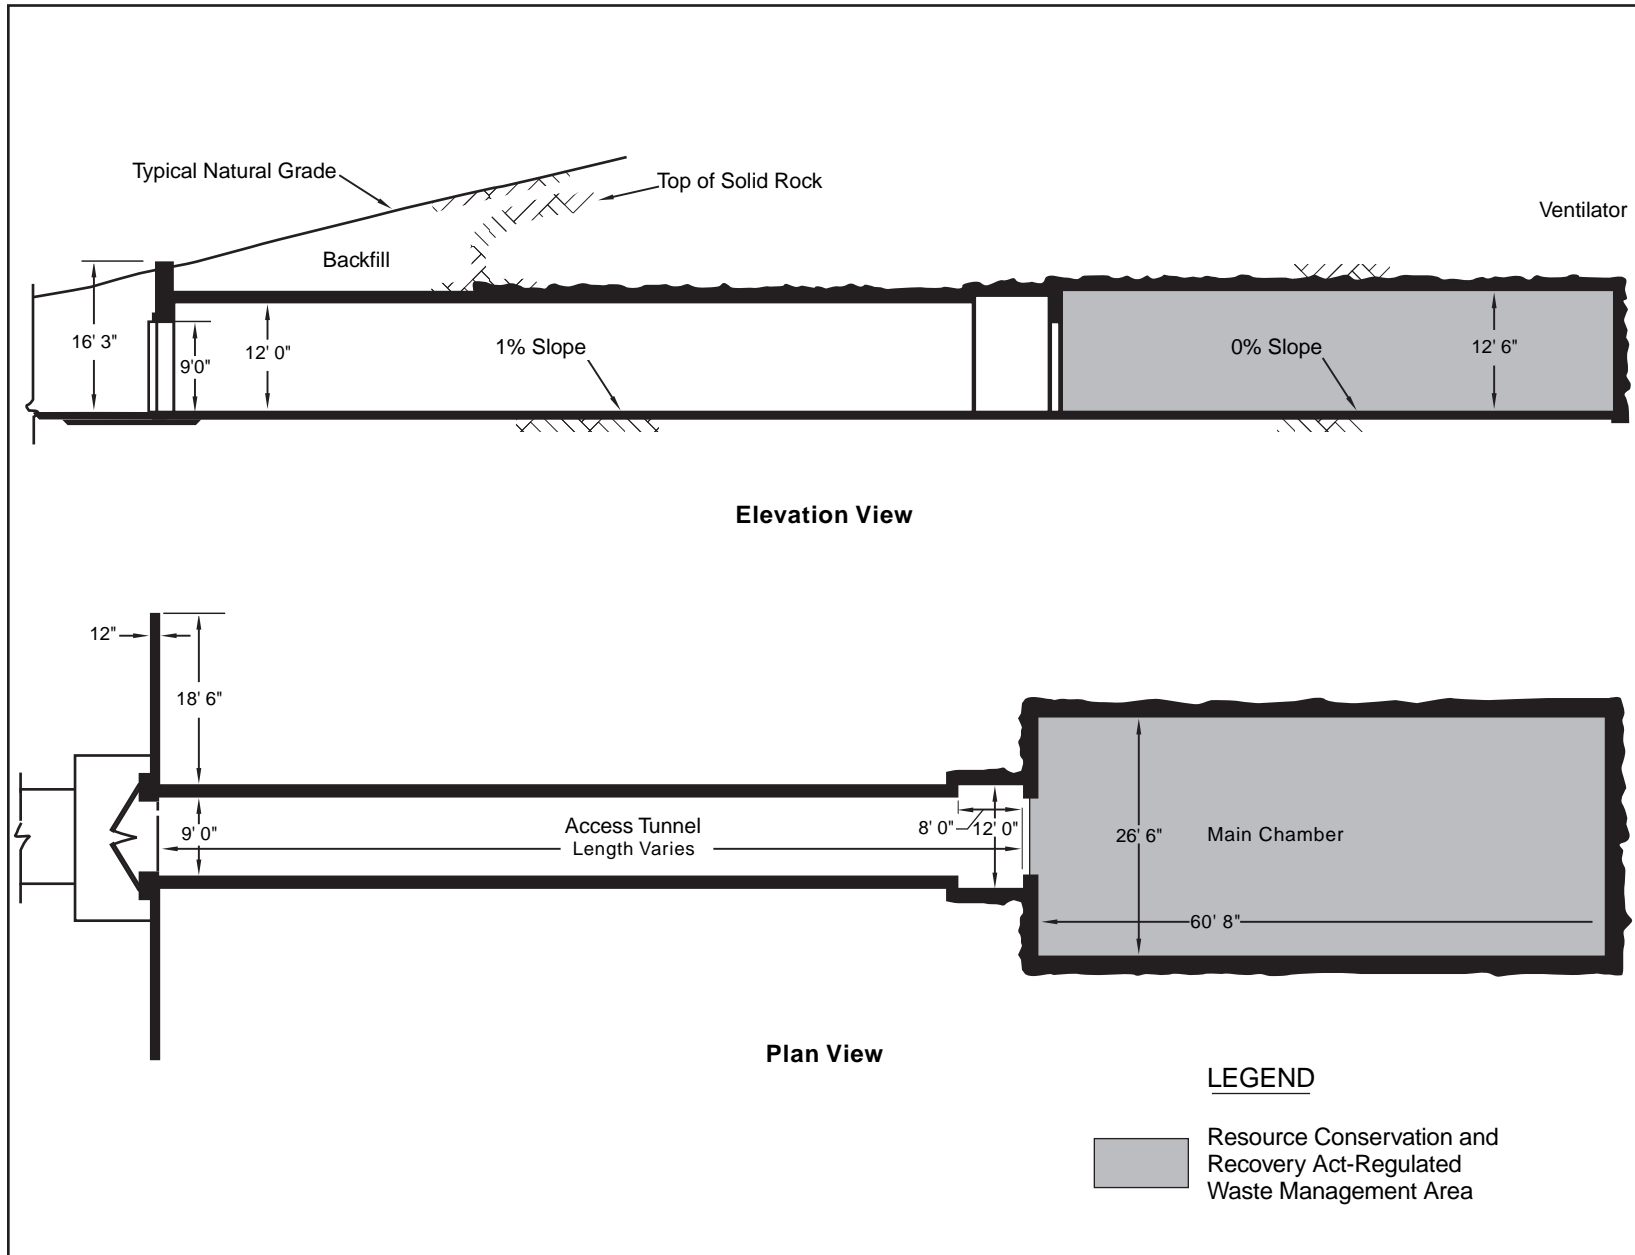 Typical Natural Grade
Top of Solid Rock
Ventilator
Backfill
16' 3"
9'0"
12' 0"
1% Slope
0% Slope
12' 6"
Elevation View
12"
18' 6"
9' 0"
Access Tunnel
Length Varies
8' 0"
12' 0"
26' 6"
Main Chamber
60' 8"
Plan View
LEGEND
Resource Conservation and
Recovery Act-Regulated
Waste Management Area